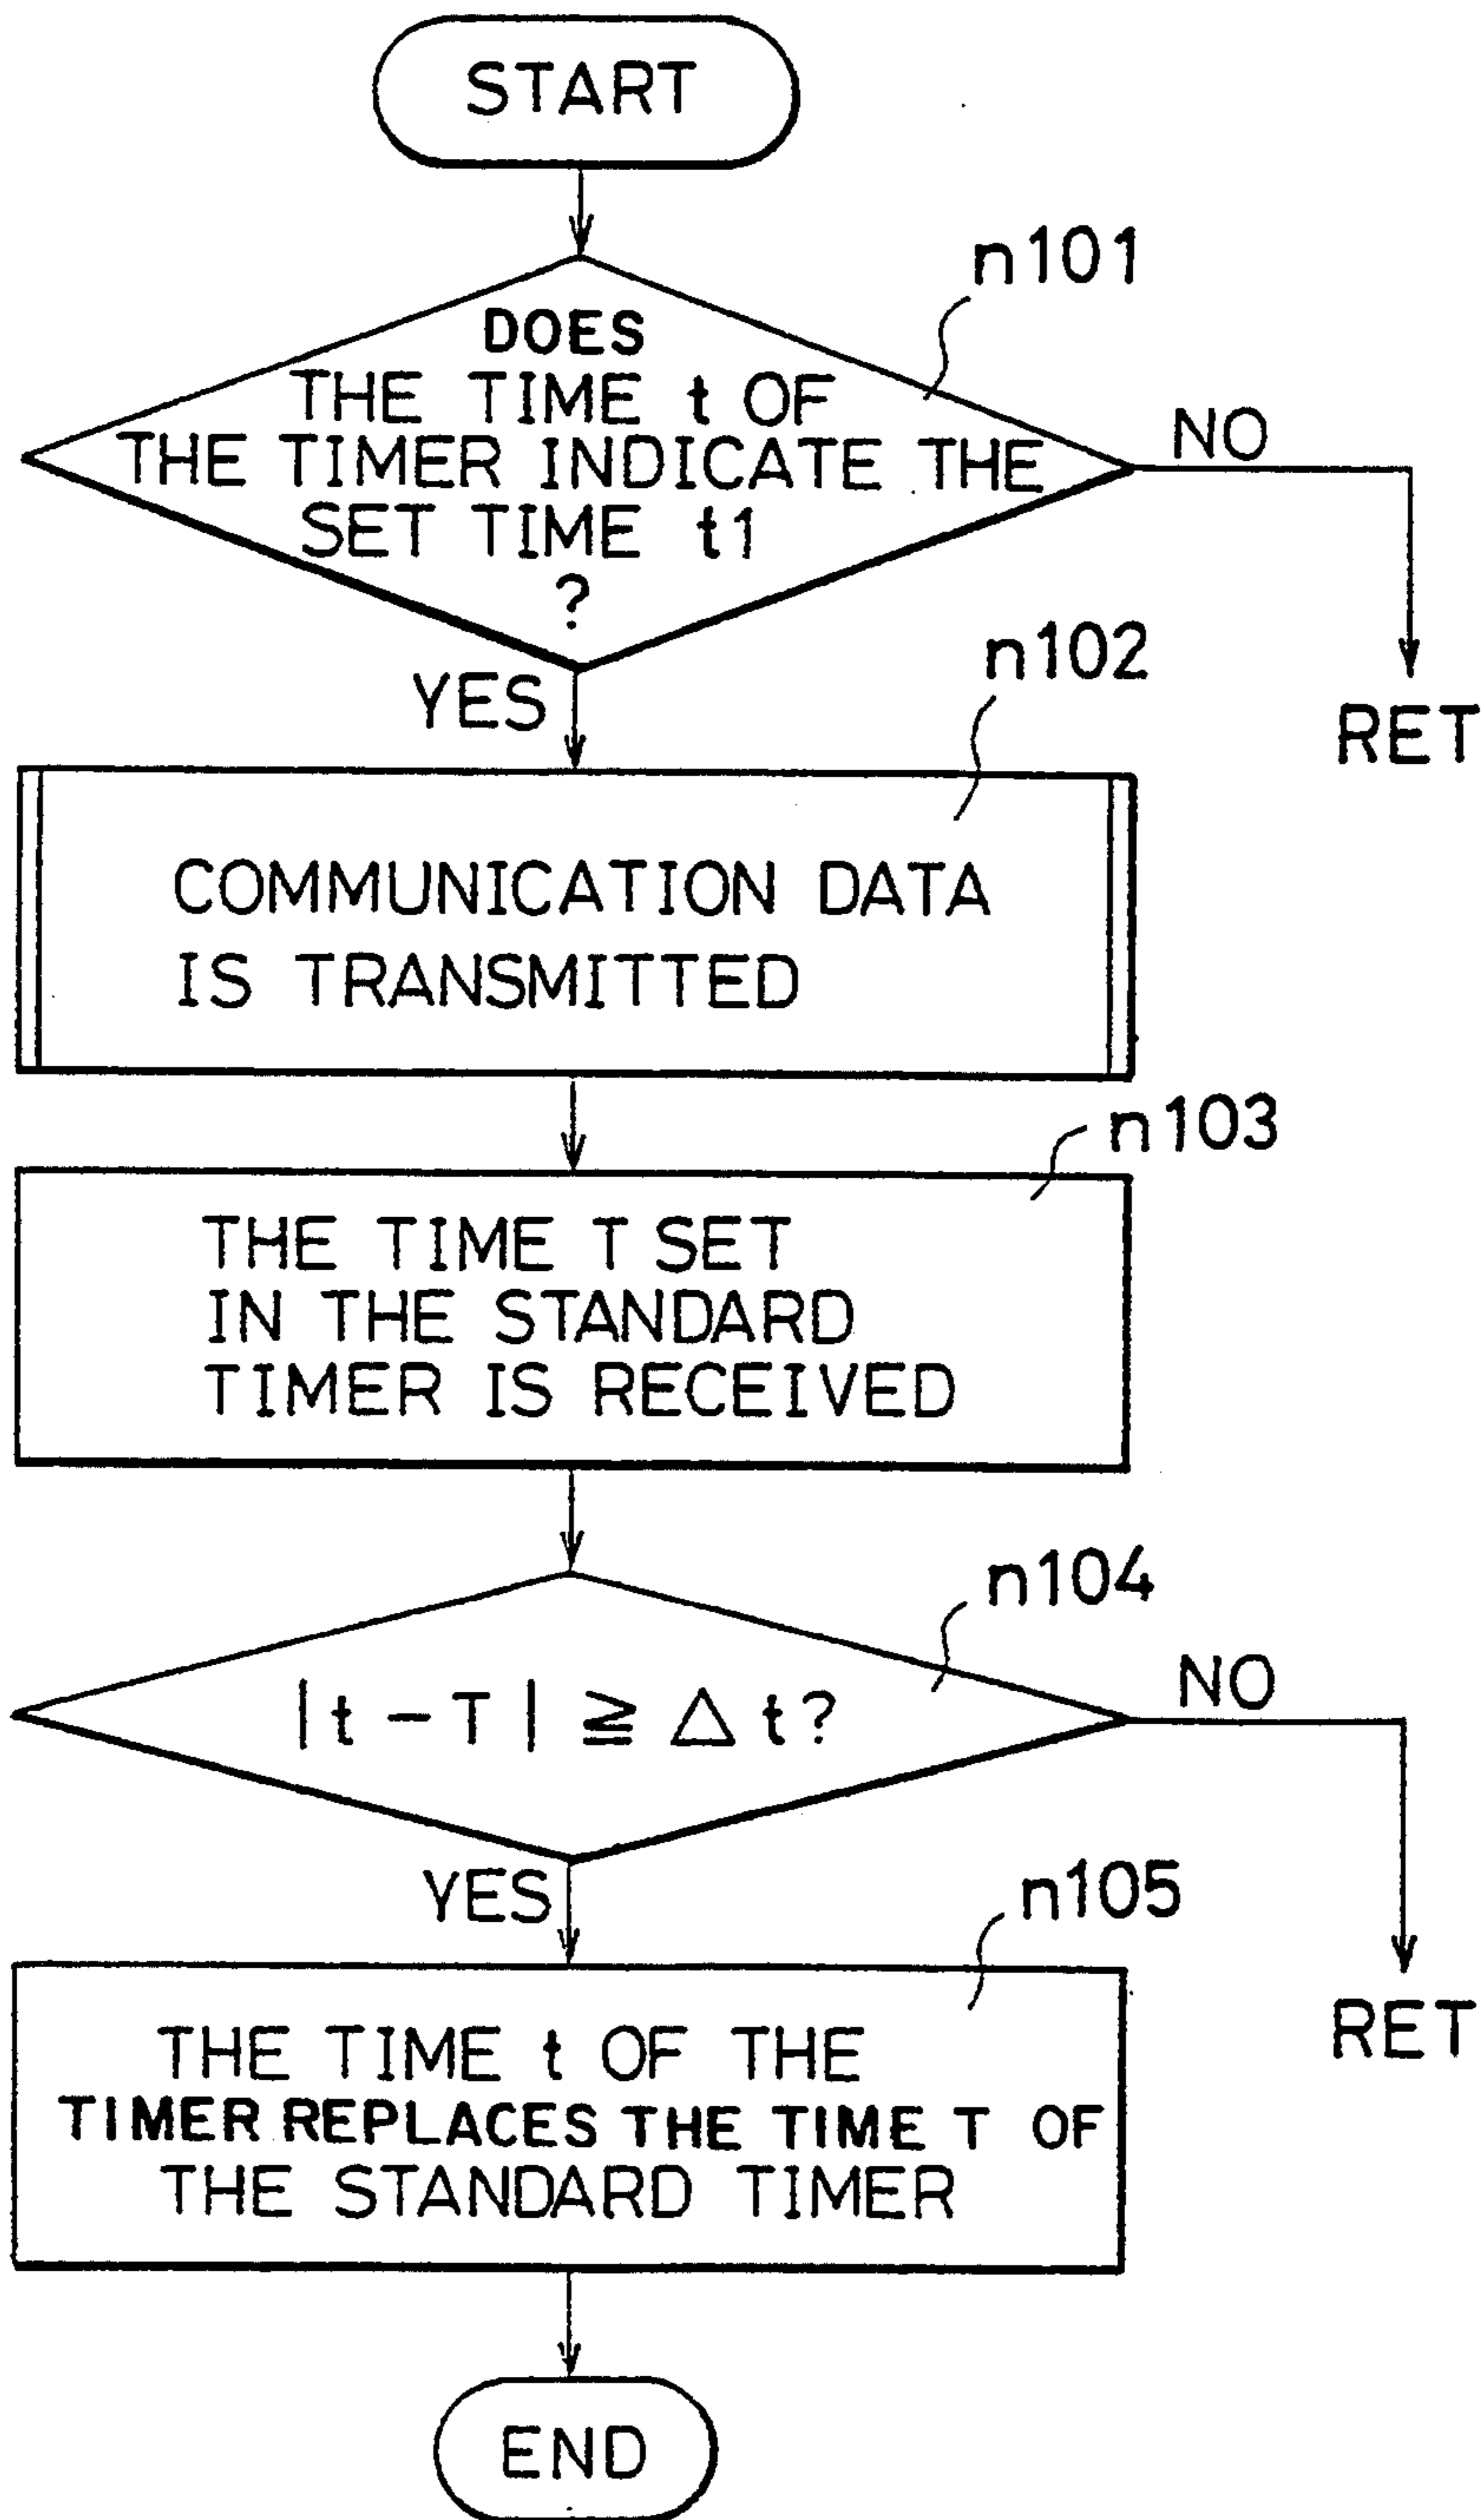 START
n101
DOES
THE TIME t OF
THE TIMER INDICATE THE
SET TIME t1
?
NO
RET
YES
n102
COMMUNICATION DATA
IS TRANSMITTED
n103
THE TIME T SET
IN THE STANDARD
TIMER IS RECEIVED
n104
|t-T| ≧ △t?
NO
RET
YES
n105
THE TIME t OF THE
TIMER REPLACES THE TIME T OF
THE STANDARD TIMER
END